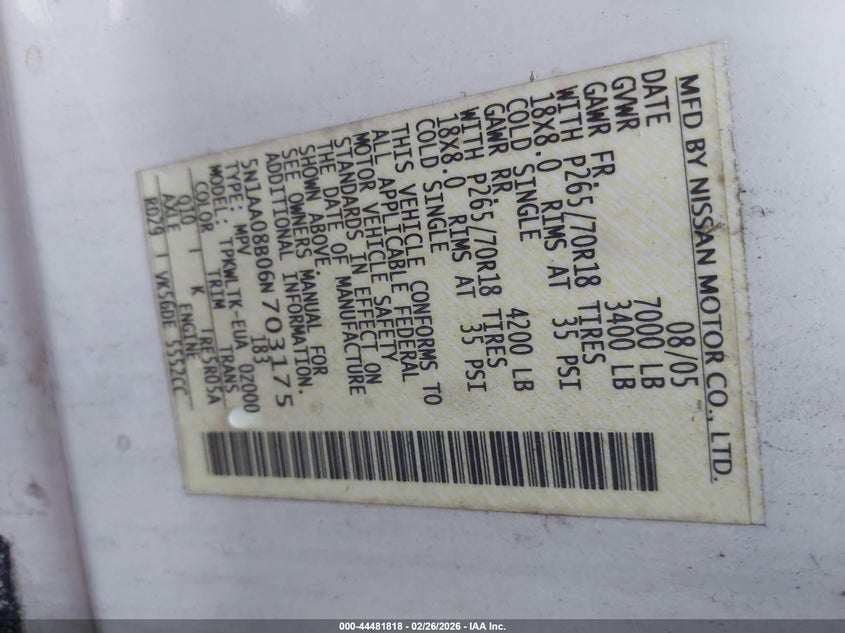 MFD BY NISSAN MOTOR CO., LTD.
DATE 08/05
GVWR 7000 LB
GAWR FR. 3400 LB
WITH P265/70R18 TIRES
18X8.0 RIMS AT 35 PSI
COLD SINGLE
GAWR RR. 4200 LB
WITH P265/70R18 TIRES
18X8.0 RIMS AT 35 PSI
COLD SINGLE
THIS VEHICLE CONFORMS TO
ALL APPLICABLE FEDERAL
MOTOR VEHICLE SAFETY
STANDARDS IN EFFECT ON
THE DATE OF MANUFACTURE
SHOWN ABOVE.
SEE OWNERS MANUAL FOR
ADDITIONAL INFORMATION.
5N1AA08B06N703175
TYPE: MPV 183
MODEL: TPKWLTK-EUA 02000
COLOR TRIM TRANS
Q10 K TRE5R05A
AXLE ENGINE
RD29 VK56DE 5552CC
000-44481818 - 02/26/2026 - IAA Inc.